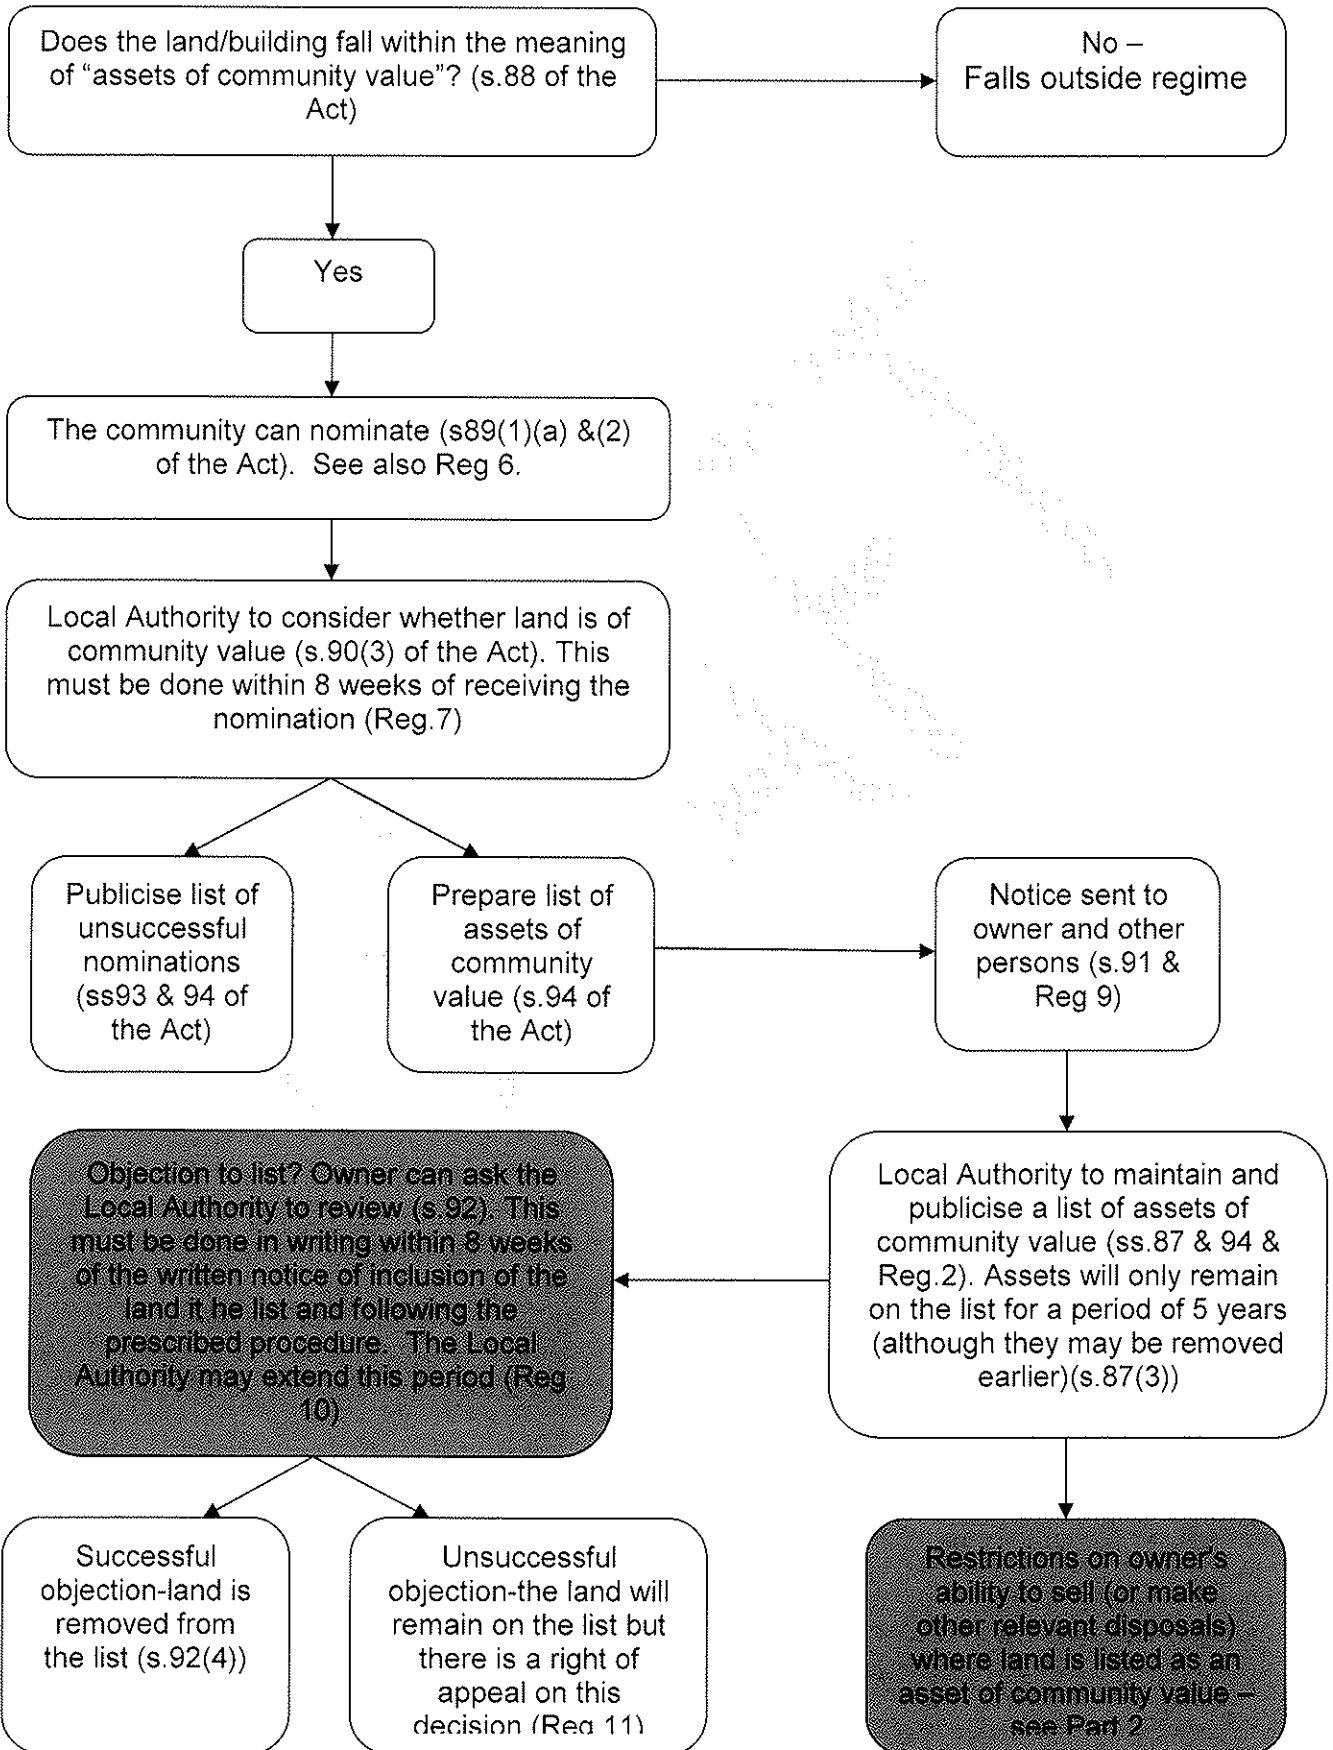 Does the land/building fall within the meaning
of “assets of community value”? (s.88 of the
Act)
No –
Falls outside regime
Yes
The community can nominate (s89(1)(a) &(2)
of the Act).  See also Reg 6.
Local Authority to consider whether land is of
community value (s.90(3) of the Act). This
must be done within 8 weeks of receiving the
nomination (Reg.7)
Publicise list of
unsuccessful
nominations
(ss93 & 94 of
the Act)
Prepare list of
assets of
community
value (s.94 of
the Act)
Notice sent to
owner and other
persons (s.91 &
Reg 9)
Local Authority to maintain and
publicise a list of assets of
community value (ss.87 & 94 &
Reg.2). Assets will only remain
on the list for a period of 5 years
(although they may be removed
earlier)(s.87(3))
Objection to list? Owner can ask the
Local Authority to review (s.92). This
must be done in writing within 8 weeks
of the written notice of inclusion of the
land it he list and following the
prescribed procedure.  The Local
Authority may extend this period (Reg
10)
Successful
objection-land is
removed from
the list (s.92(4))
Unsuccessful
objection-the land will
remain on the list but
there is a right of
appeal on this
decision (Reg 11)
Restrictions on owner's
ability to sell (or make
other relevant disposals)
where land is listed as an
asset of community value –
see Part 2